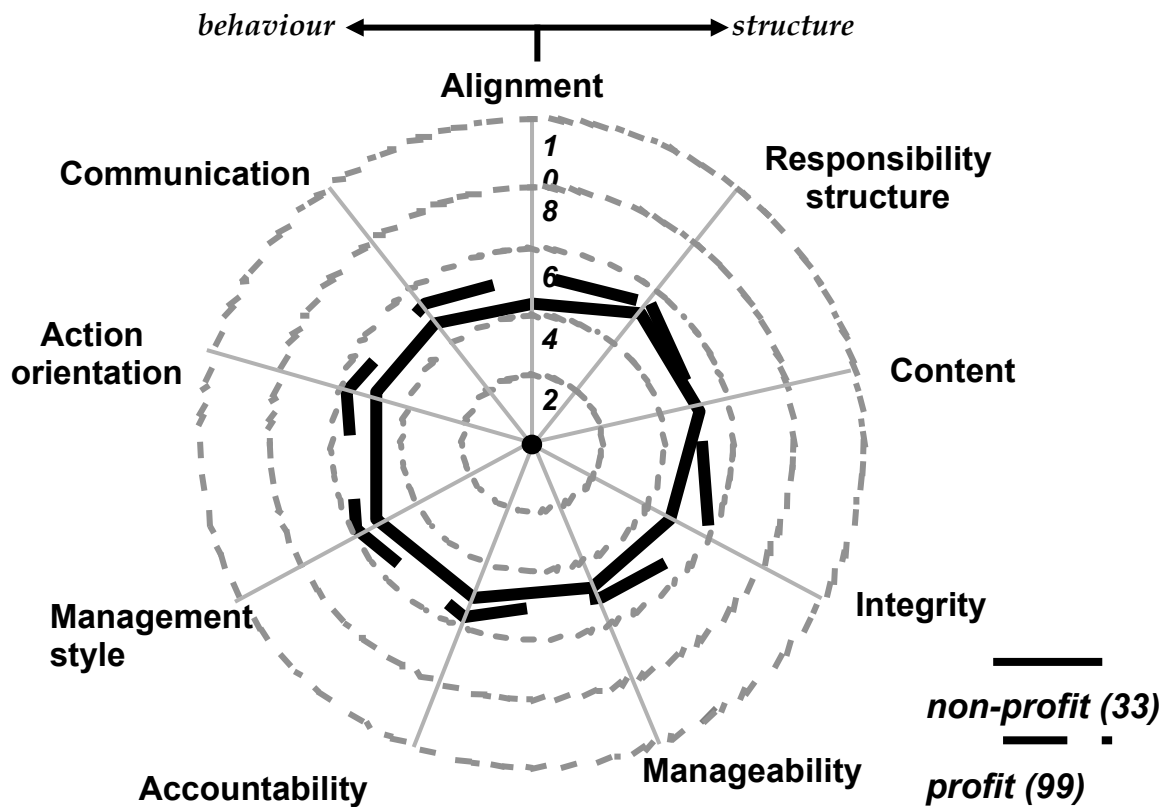 behaviour
structure
Alignment
Communication
Responsibility
structure
1
0
8
6
4
2
Action
orientation
Content
Management
style
Integrity
Accountability
Manageability
non-profit (33)
profit (99)